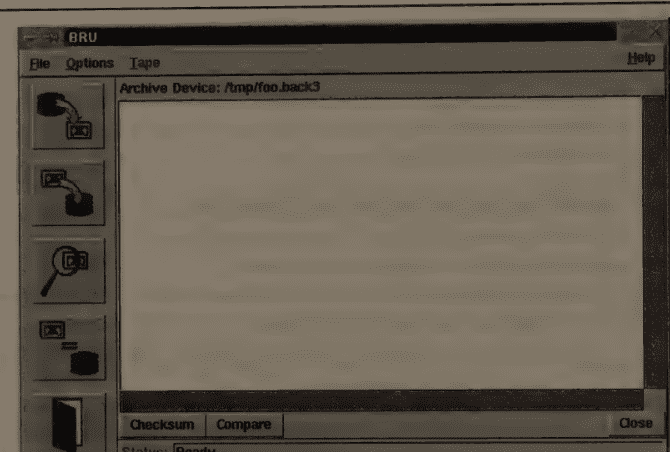 BRU
File Options Tape Help
Archive Device: /tmp/foo.back3
Checksum Compare Close
Status: Ready